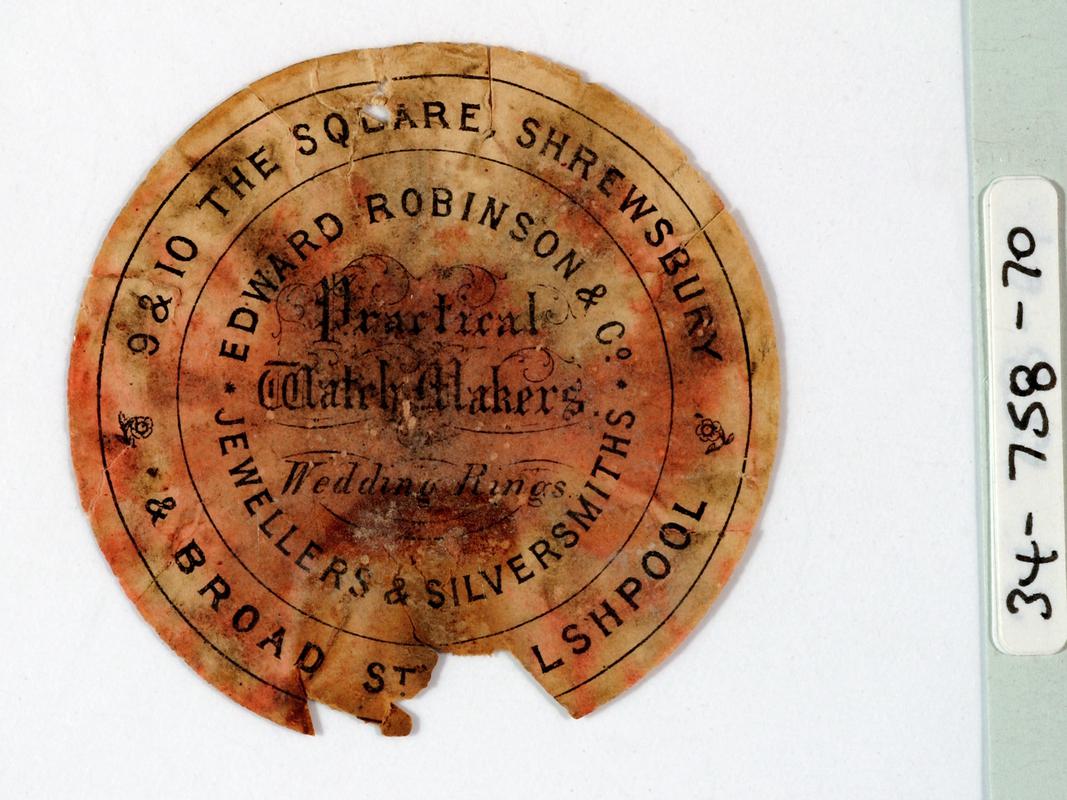 9 & 10 THE SQUARE, SHREWSBURY
& BROAD ST LSHPOOL
EDWARD ROBINSON & Co.
JEWELLERS & SILVERSMITHS
Practical
Watch Makers.
Wedding Rings
34-758-70